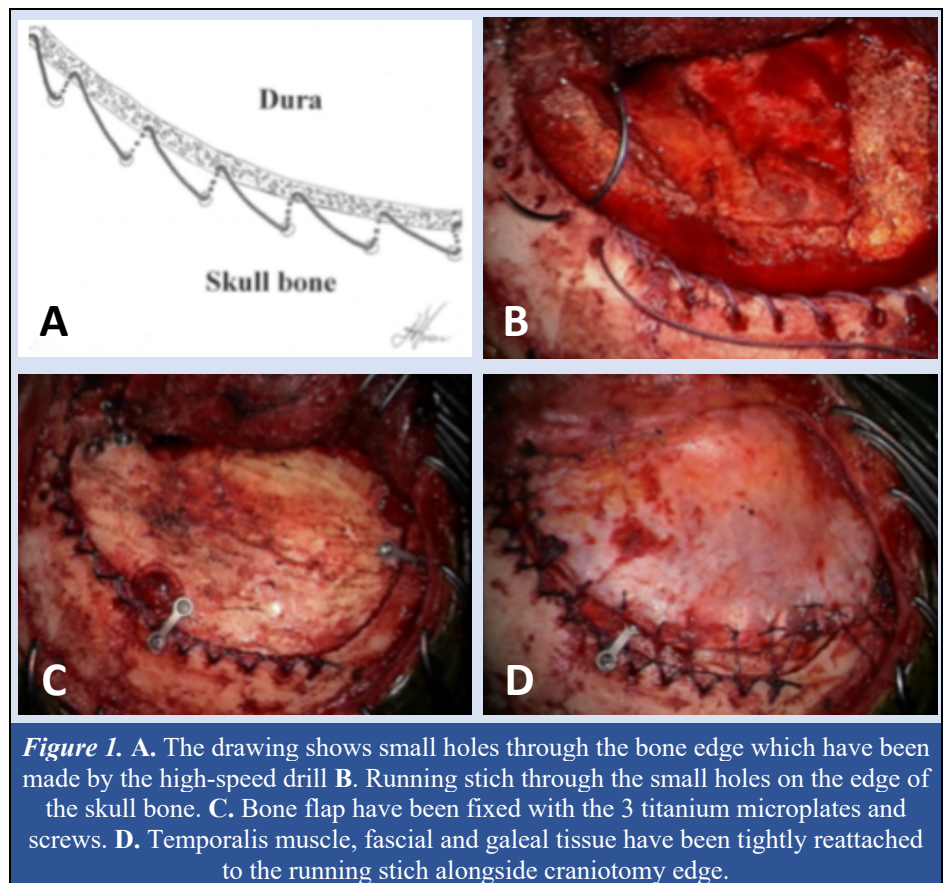 Dura
Skull bone
A
B
C
D
Figure 1. A. The drawing shows small holes through the bone edge which have been
made by the high-speed drill B. Running stich through the small holes on the edge of
the skull bone. C. Bone flap have been fixed with the 3 titanium microplates and
screws. D. Temporalis muscle, fascial and galeal tissue have been tightly reattached
to the running stich alongside craniotomy edge.